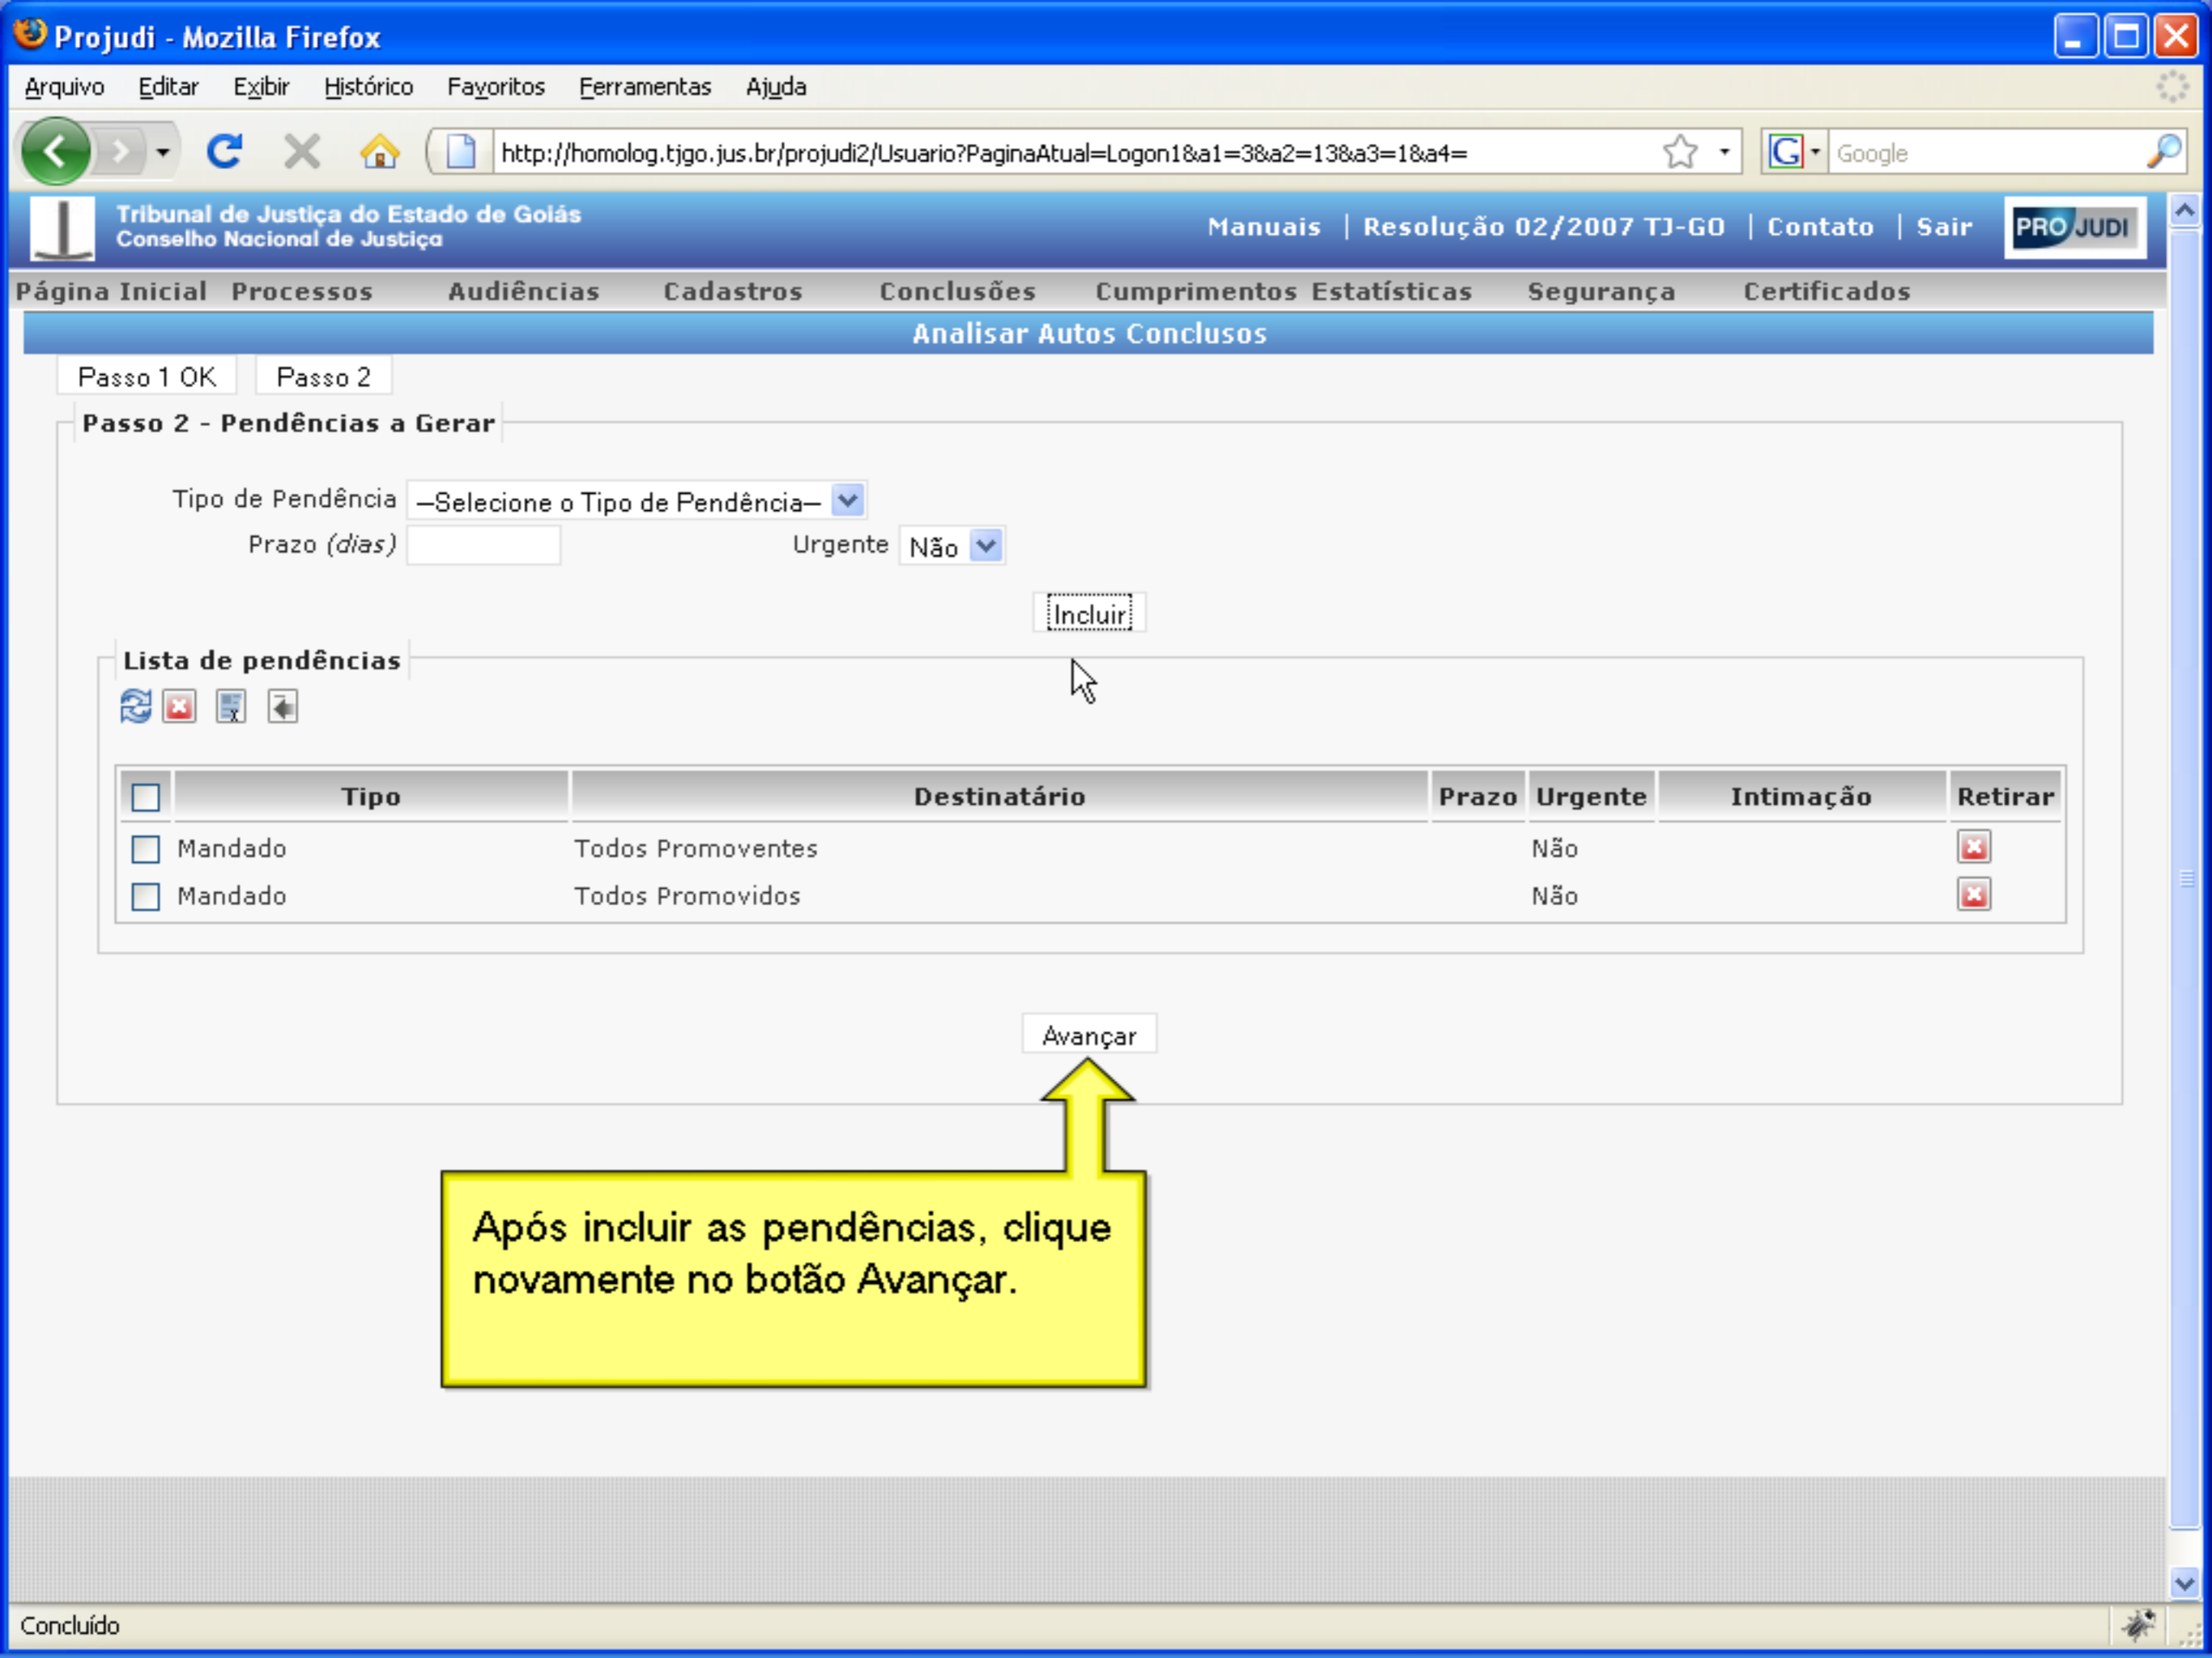 Projudi - Mozilla Firefox
Arquivo Editar Exibir Histórico Favoritos Ferramentas Ajuda
http://homolog.tjgo.jus.br/projudi2/Usuario?PaginaAtual=Logon1&a1=3&a2=13&a3=1&a4=
Google
Tribunal de Justiça do Estado de Goiás
Conselho Nacional de Justiça
Manuais | Resolução 02/2007 TJ-GO | Contato | Sair
PROJUDI
Página Inicial Processos Audiências Cadastros Conclusões Cumprimentos Estatísticas Segurança Certificados
Analisar Autos Conclusos
Passo 1 OK Passo 2
Passo 2 - Pendências a Gerar
Tipo de Pendência --Selecione o Tipo de Pendência--
Prazo (dias) Urgente Não
Incluir
Lista de pendências
Tipo Destinatário Prazo Urgente Intimação Retirar
Mandado Todos Promoventes Não
Mandado Todos Promovidos Não
Avançar
Após incluir as pendências, clique
novamente no botão Avançar.
Concluído